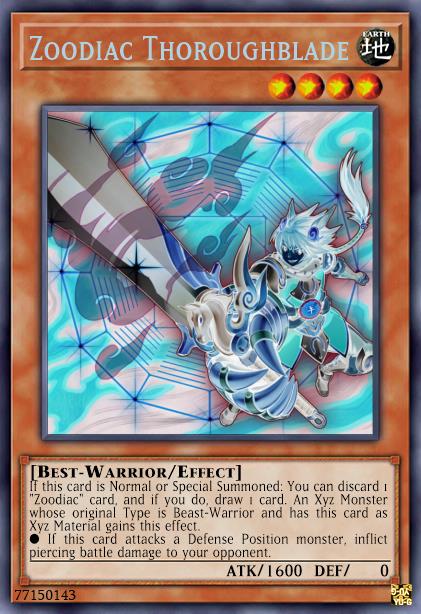 Zoodiac Thoroughblade
EARTH
地
[Best-Warrior/Effect]
If this card is Normal or Special Summoned: You can discard 1
"Zoodiac" card, and if you do, draw 1 card. An Xyz Monster
whose original Type is Beast-Warrior and has this card as
Xyz Material gains this effect.
● If this card attacks a Defense Position monster, inflict
piercing battle damage to your opponent.
ATK/1600 DEF/ 0
77150143